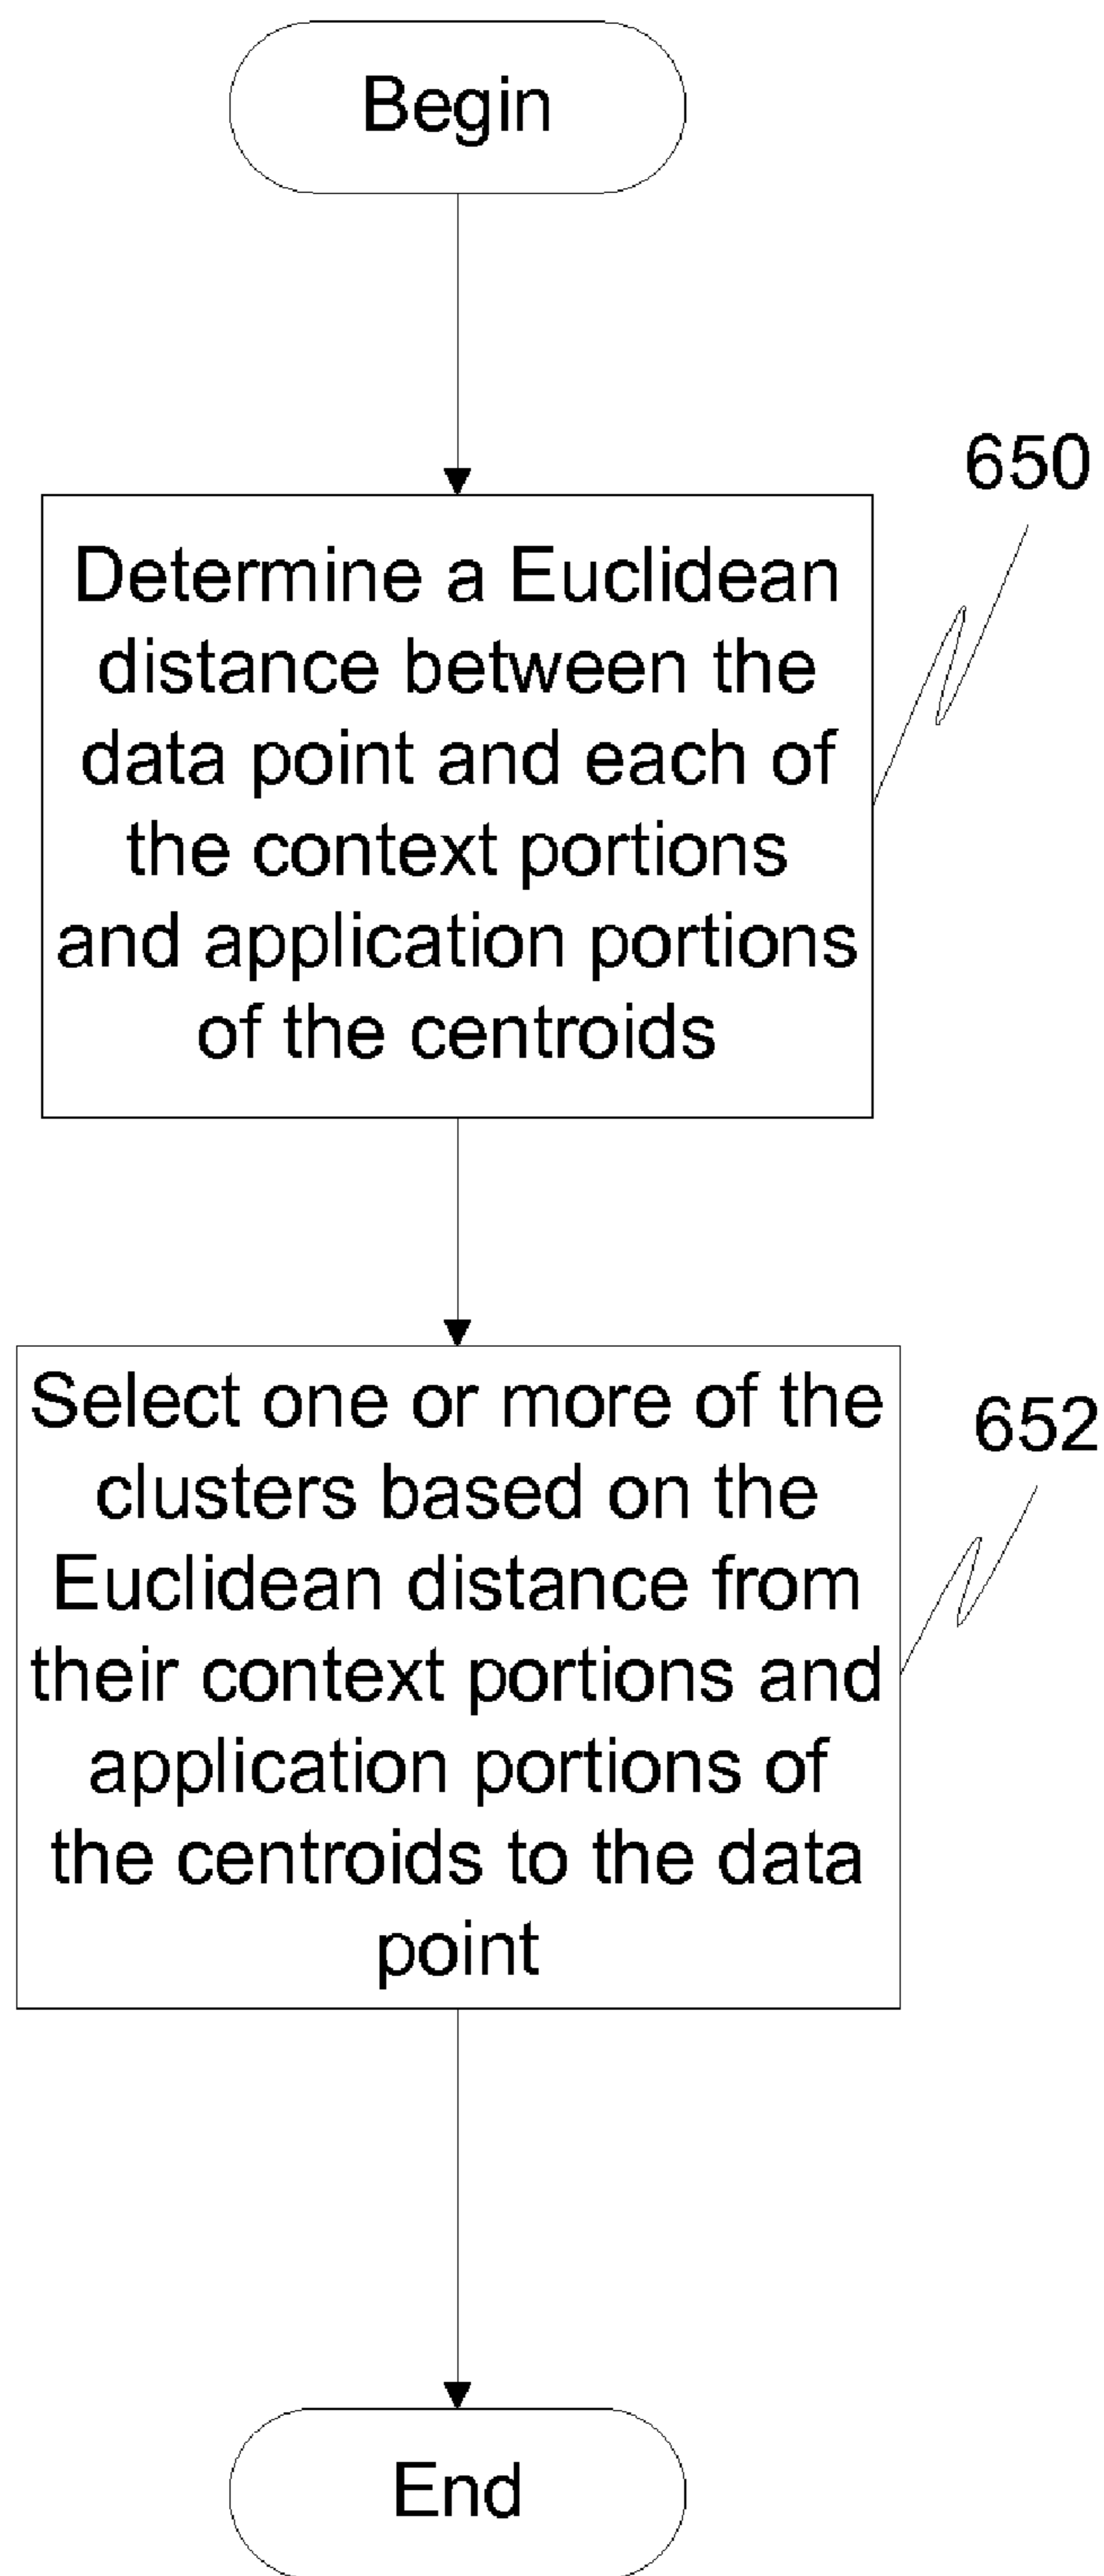 Begin
650
Determine a Euclidean
distance between the
data point and each of
the context portions
and application portions
of the centroids
652
Select one or more of the
clusters based on the
Euclidean distance from
their context portions and
application portions of
the centroids to the data
point
End